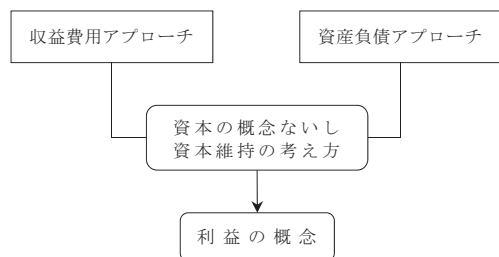 収益費用アプローチ
資産負債アプローチ
資本の概念ないし
資本維持の考え方
利益の概念